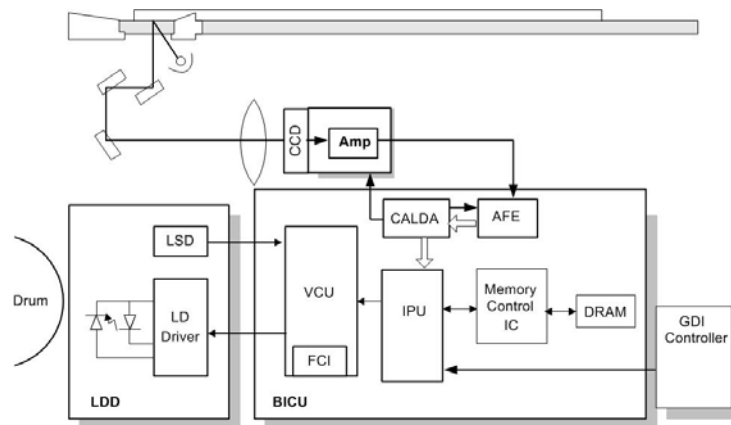 CCD
Amp
CALDA
AFE
LSD
VCU
IPU
Memory
Control
IC
DRAM
GDI
Controller
Drum
LD
Driver
FCI
LDD
BICU